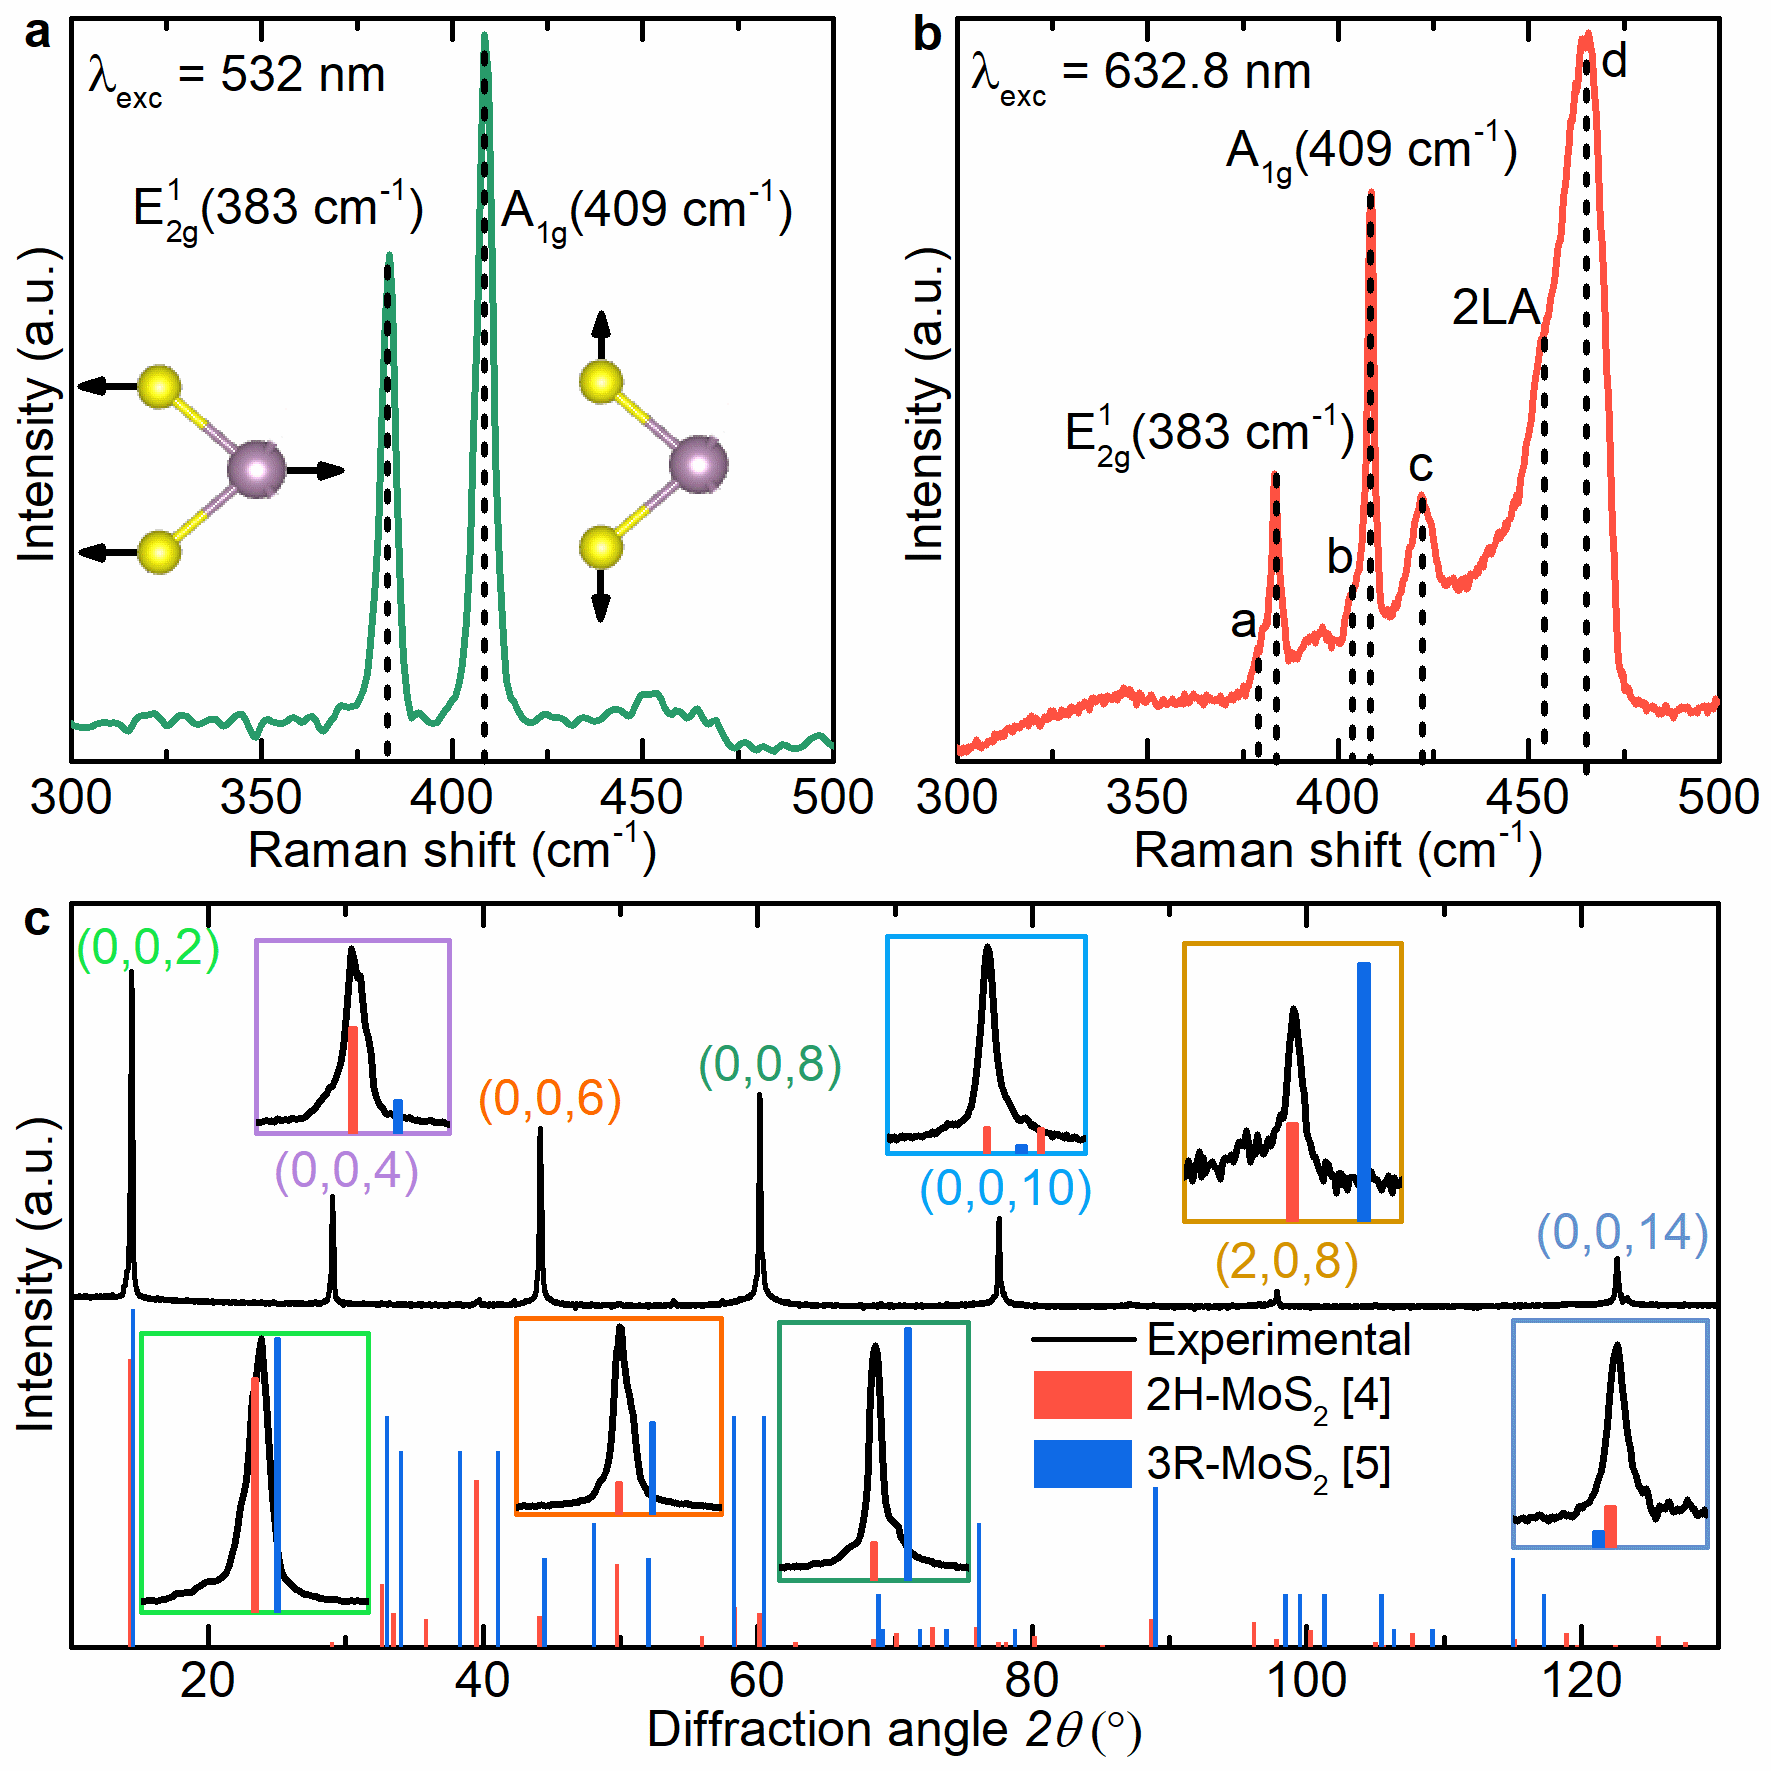 a
λexc = 532 nm
E¹2g(383 cm⁻¹)
A1g(409 cm⁻¹)
Intensity (a.u.)
300 350 400 450 500
Raman shift (cm⁻¹)
b
λexc = 632.8 nm
d
A1g(409 cm⁻¹)
2LA
E¹2g(383 cm⁻¹)
c
b
a
Intensity (a.u.)
300 350 400 450 500
Raman shift (cm⁻¹)
c
(0,0,2)
(0,0,4)
(0,0,6)
(0,0,8)
(0,0,10)
(2,0,8)
(0,0,14)
Experimental
2H-MoS₂ [4]
3R-MoS₂ [5]
Intensity (a.u.)
20 40 60 80 100 120
Diffraction angle 2θ (°)